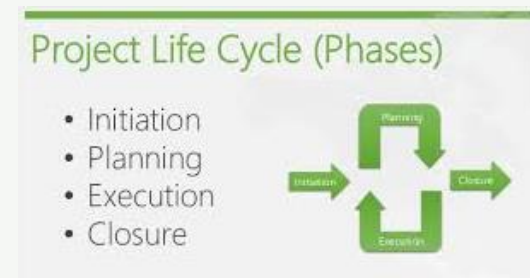 Project Life Cycle (Phases)
• Initiation
• Planning
• Execution
• Closure
Planning
Initiation
Closure
Execution